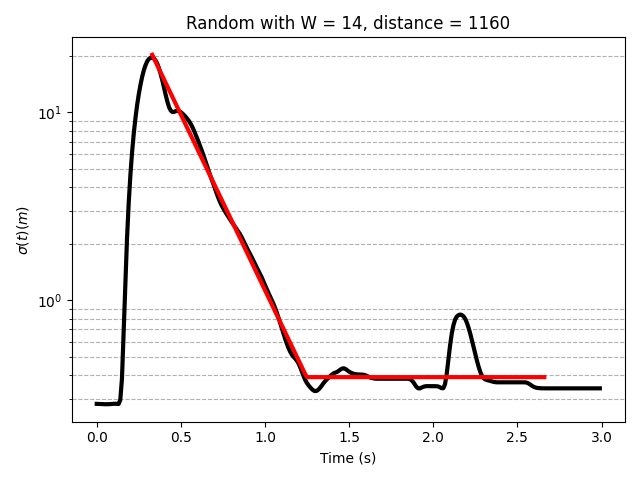 Random with W = 14, distance = 1160
10¹
10⁰
σ(t)(m)
0.0 0.5 1.0 1.5 2.0 2.5 3.0
Time (s)